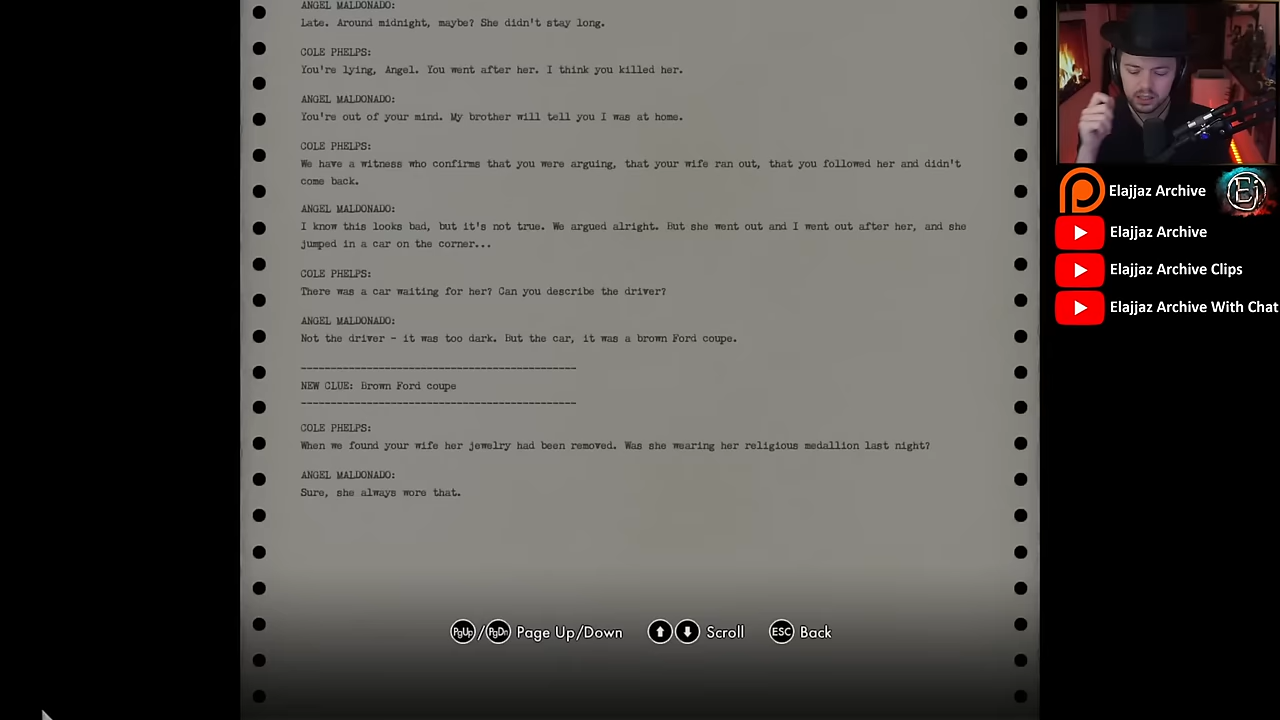 ANGEL MALDONADO:
Late. Around midnight, maybe? She didn't stay long.
COLE PHELPS:
You're lying, Angel. You went after her. I think you killed her.
ANGEL MALDONADO:
You're out of your mind. My brother will tell you I was at home.
COLE PHELPS:
We have a witness who confirms that you were arguing, that your wife ran out, that you followed her and didn't
come back.
ANGEL MALDONADO:
I know this looks bad, but it's not true. We argued alright. But she went out and I went out after her, and she
jumped in a car on the corner...
COLE PHELPS:
There was a car waiting for her? Can you describe the driver?
ANGEL MALDONADO:
Not the driver - it was too dark. But the car, it was a brown Ford coupe.
----------------------------------------------
NEW CLUE: Brown Ford coupe
----------------------------------------------
COLE PHELPS:
When we found your wife her jewelry had been removed. Was she wearing her religious medallion last night?
ANGEL MALDONADO:
Sure, she always wore that.
PgUp/PgDn Page Up/Down Scroll ESC Back
Elajjaz Archive Ej
Elajjaz Archive
Elajjaz Archive Clips
Elajjaz Archive With Chat